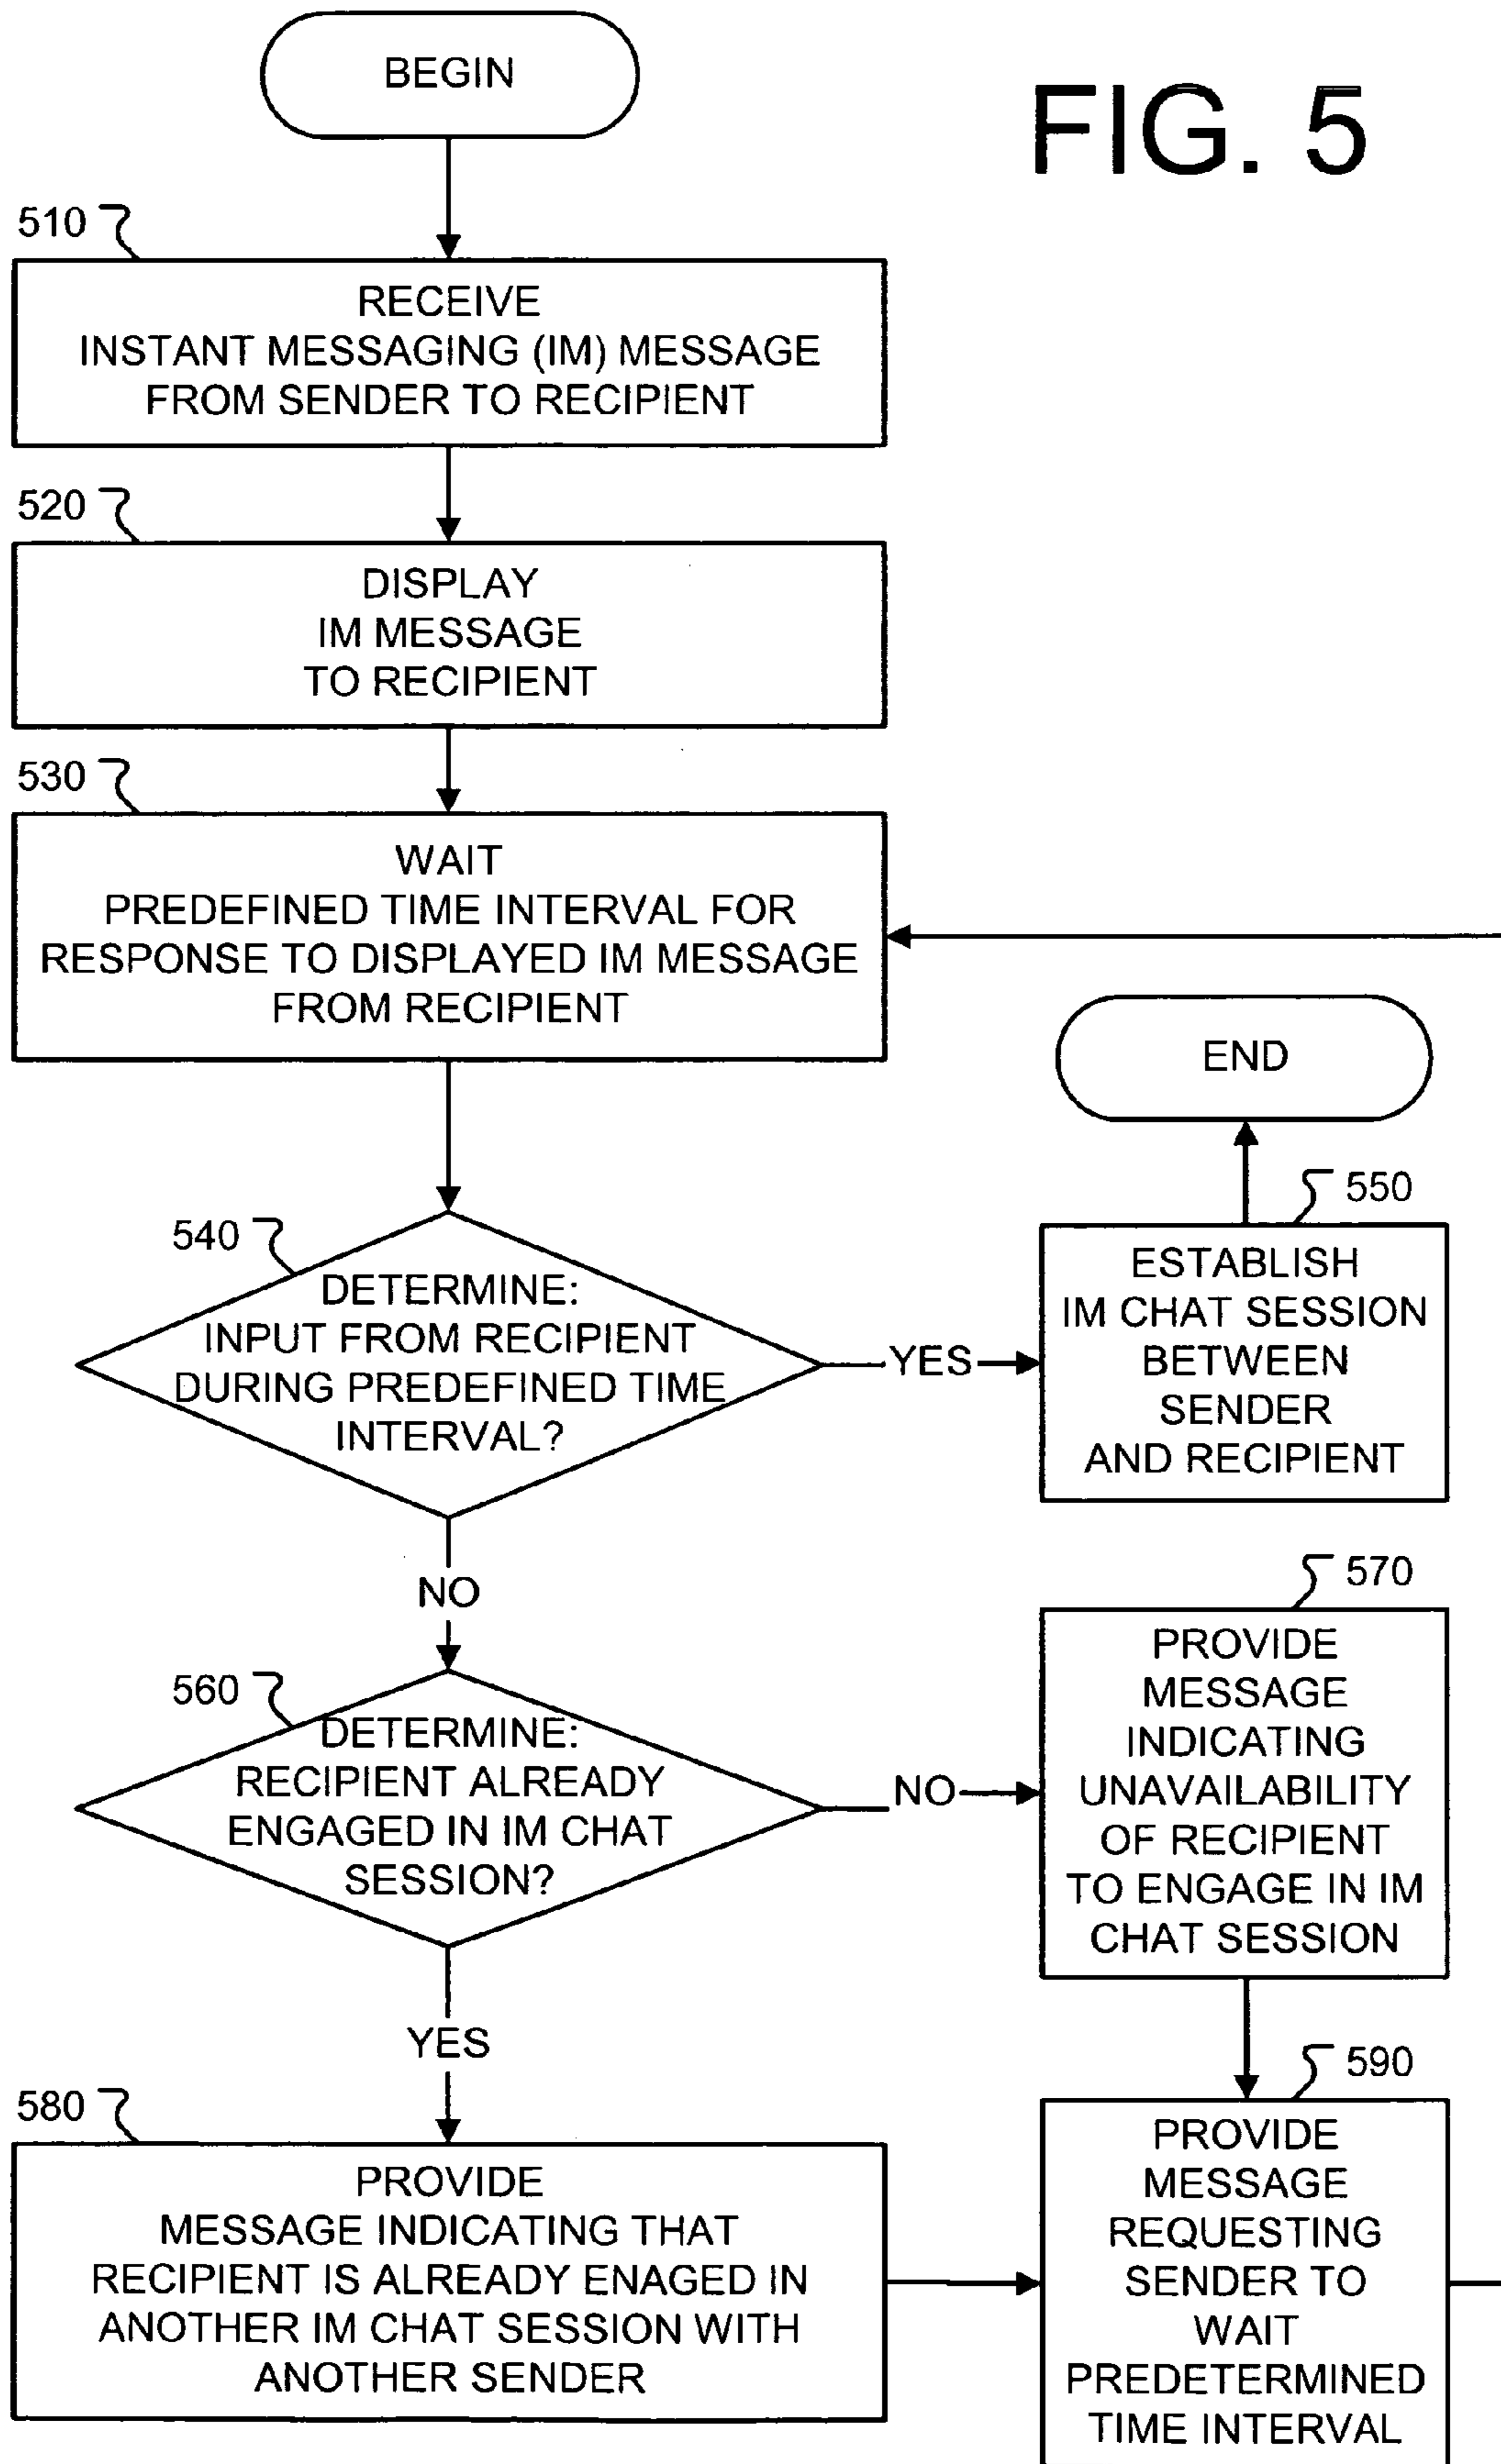 BEGIN
FIG. 5
510
RECEIVE
INSTANT MESSAGING (IM) MESSAGE
FROM SENDER TO RECIPIENT
520
DISPLAY
IM MESSAGE
TO RECIPIENT
530
WAIT
PREDEFINED TIME INTERVAL FOR
RESPONSE TO DISPLAYED IM MESSAGE
FROM RECIPIENT
END
540
DETERMINE:
INPUT FROM RECIPIENT
DURING PREDEFINED TIME
INTERVAL?
YES
550
ESTABLISH
IM CHAT SESSION
BETWEEN
SENDER
AND RECIPIENT
NO
560
DETERMINE:
RECIPIENT ALREADY
ENGAGED IN IM CHAT
SESSION?
NO
570
PROVIDE
MESSAGE
INDICATING
UNAVAILABILITY
OF RECIPIENT
TO ENGAGE IN IM
CHAT SESSION
YES
580
PROVIDE
MESSAGE INDICATING THAT
RECIPIENT IS ALREADY ENAGED IN
ANOTHER IM CHAT SESSION WITH
ANOTHER SENDER
590
PROVIDE
MESSAGE
REQUESTING
SENDER TO
WAIT
PREDETERMINED
TIME INTERVAL